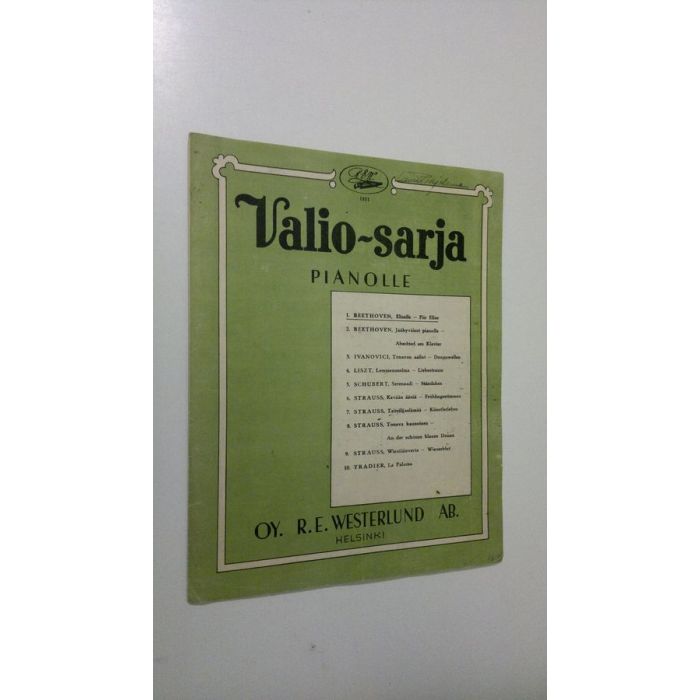 Valio-sarja
PIANOLLE
1. BEETHOVEN, Eliselle — Für Elise
2. BEETHOVEN, Jäähyväiset pianolle —
Abschied am Klavier
3. IVANOVICI, Tonavan aallot — Donauwellen
4. LISZT, Lemmenunelma — Liebestraum
5. SCHUBERT, Serenadi — Ständchen
6. STRAUSS, Kevään ääniä — Frühlingsstimmen
7. STRAUSS, Taiteilijaelämää — Künstlerleben
8. STRAUSS, Tonava kaunoinen —
An der schönen blauen Donau
9. STRAUSS, Wieniläisverta — Wienerblut
10. YRADIER, La Paloma
OY. R. E. WESTERLUND AB.
HELSINKI